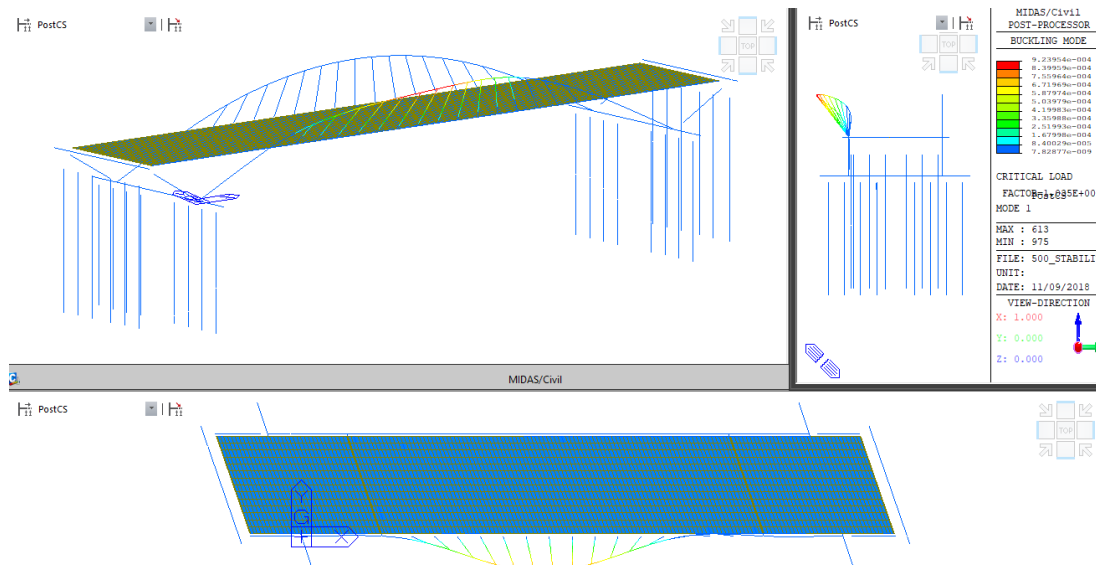 PostCS
TOP
MIDAS/Civil
PostCS
TOP
MIDAS/Civil
POST-PROCESSOR
BUCKLING MODE
9.23954e-004
8.39959e-004
7.55964e-004
6.71969e-004
5.87974e-004
5.03979e-004
4.19983e-004
3.35988e-004
2.51993e-004
1.67998e-004
8.40029e-005
7.82877e-009
CRITICAL LOAD
PostCS
MODE 1
MAX : 613
MIN : 975
FILE: 500_STABILI
UNIT:
DATE: 11/09/2018
VIEW-DIRECTION
X: 1.000
Y: 0.000
Z: 0.000
PostCS
TOP
Y
G
X